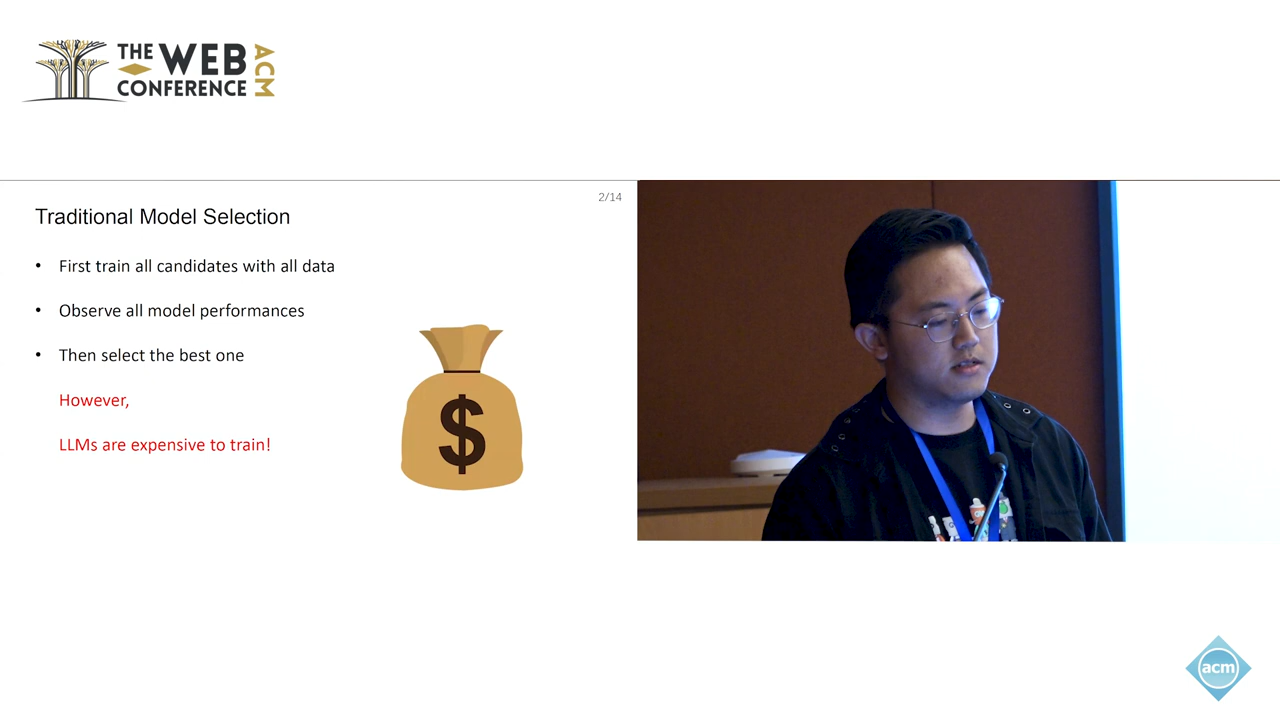 THE WEB
CONFERENCE
ACM
2/14
Traditional Model Selection
• First train all candidates with all data
• Observe all model performances
• Then select the best one
However,
LLMs are expensive to train!
$
acm